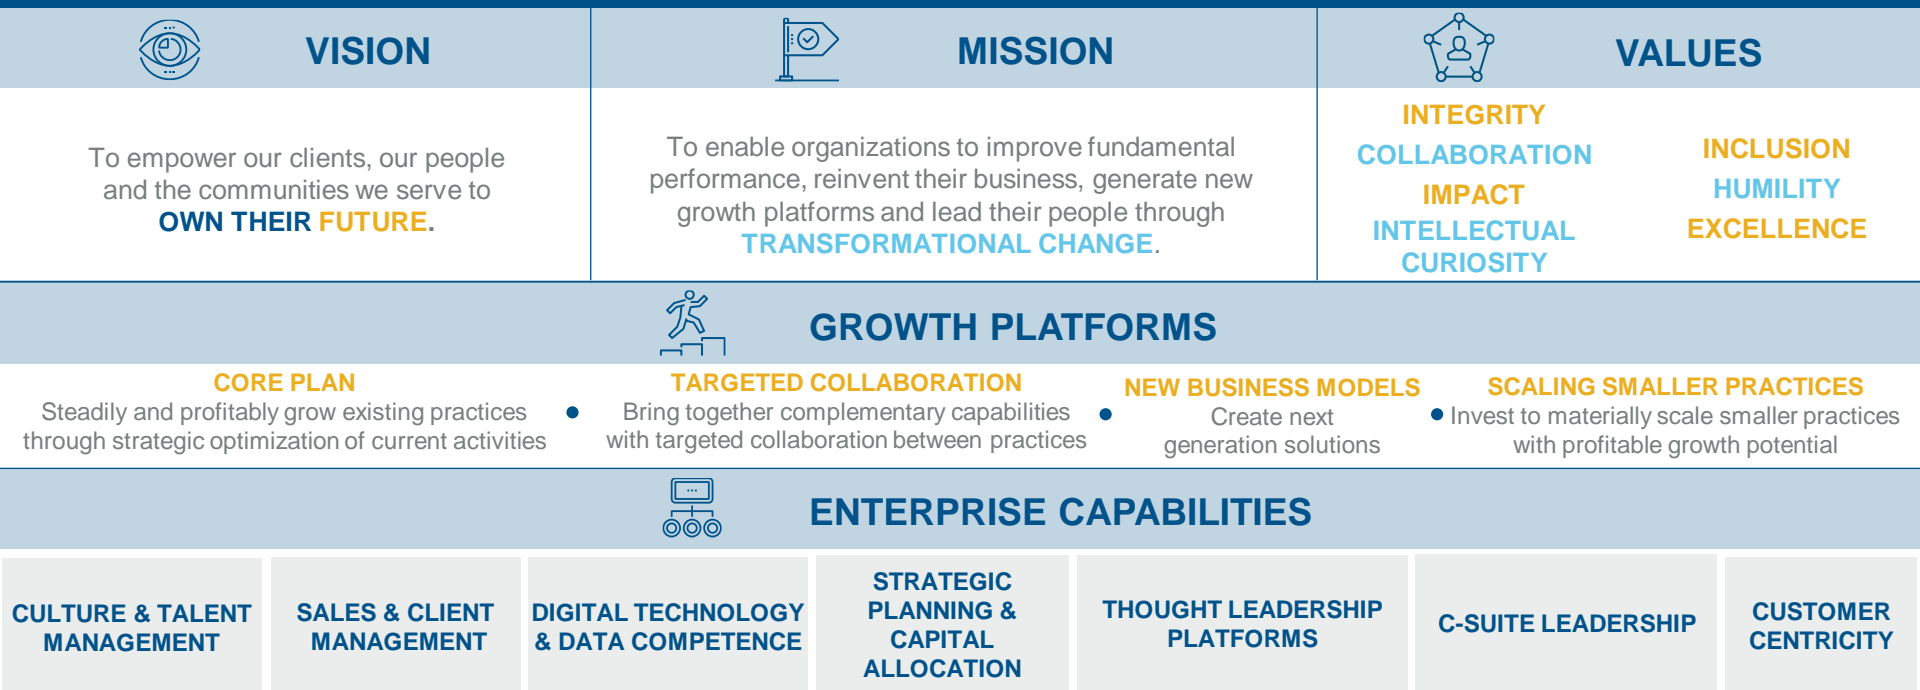 VISION
To empower our clients, our people
and the communities we serve to
OWN THEIR FUTURE.
MISSION
To enable organizations to improve fundamental
performance, reinvent their business, generate new
growth platforms and lead their people through
TRANSFORMATIONAL CHANGE.
VALUES
INTEGRITY
COLLABORATION
IMPACT
INTELLECTUAL
CURIOSITY
INCLUSION
HUMILITY
EXCELLENCE
GROWTH PLATFORMS
CORE PLAN
Steadily and profitably grow existing practices
through strategic optimization of current activities
TARGETED COLLABORATION
Bring together complementary capabilities
with targeted collaboration between practices
NEW BUSINESS MODELS
Create next
generation solutions
SCALING SMALLER PRACTICES
Invest to materially scale smaller practices
with profitable growth potential
ENTERPRISE CAPABILITIES
CULTURE & TALENT
MANAGEMENT
SALES & CLIENT
MANAGEMENT
DIGITAL TECHNOLOGY
& DATA COMPETENCE
STRATEGIC
PLANNING &
CAPITAL
ALLOCATION
THOUGHT LEADERSHIP
PLATFORMS
C-SUITE LEADERSHIP
CUSTOMER
CENTRICITY